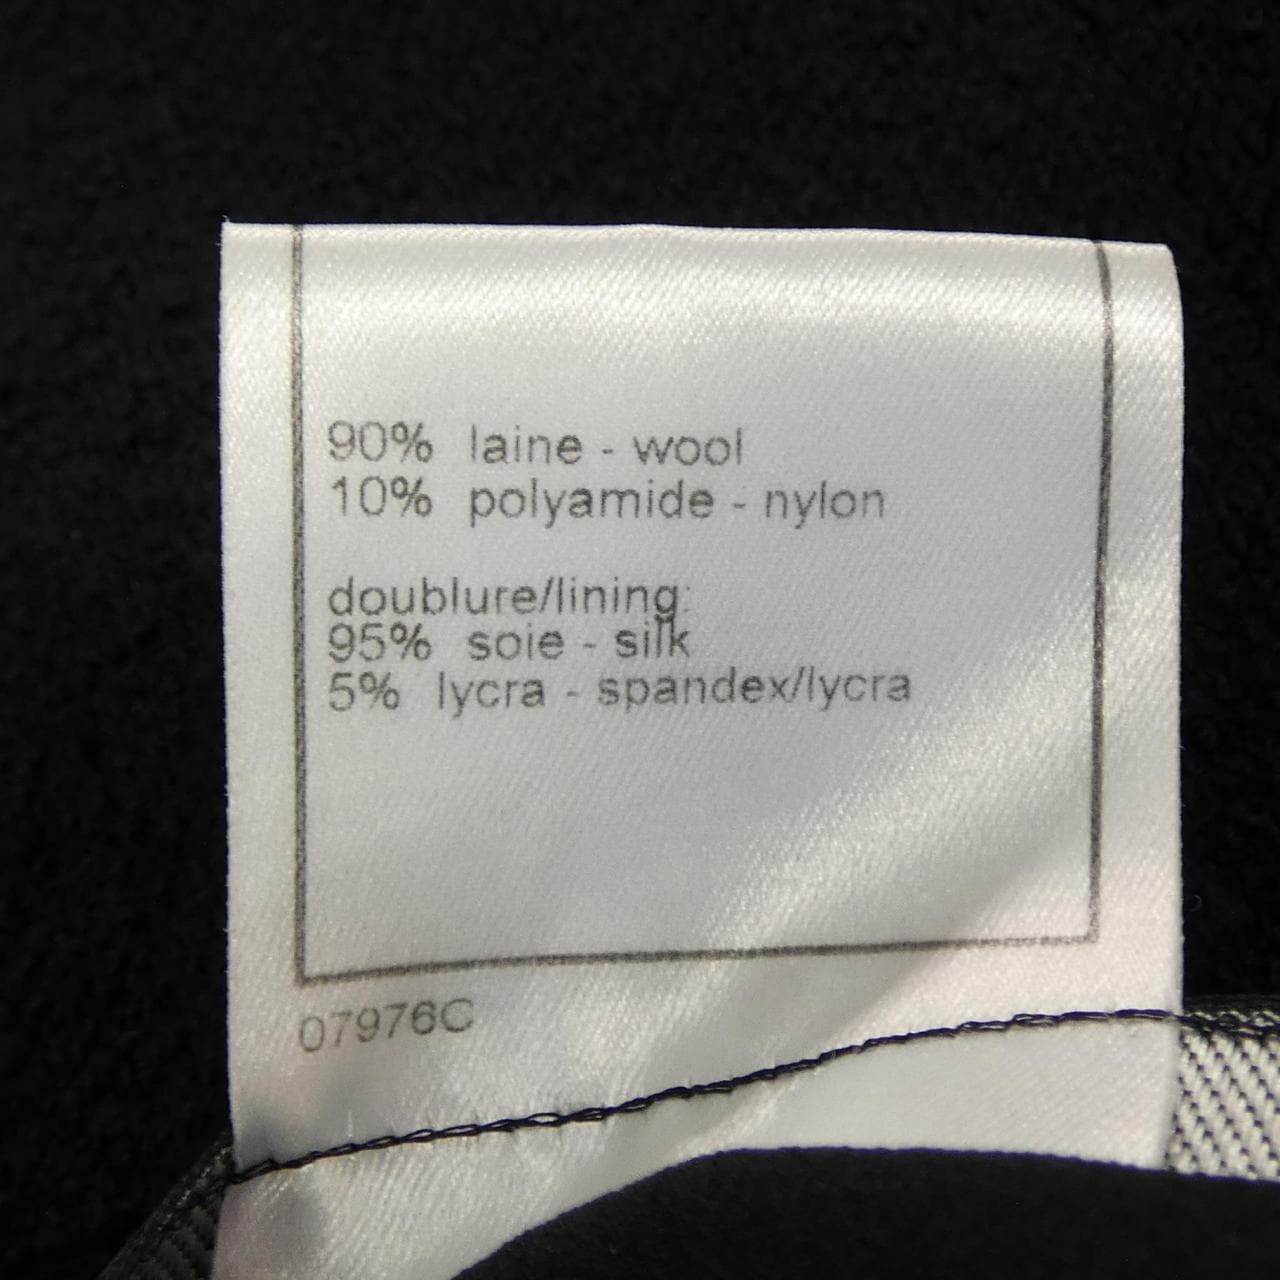 90% laine - wool
10% polyamide - nylon
doublure/lining:
95% soie - silk
5% lycra - spandex/lycra
07976C